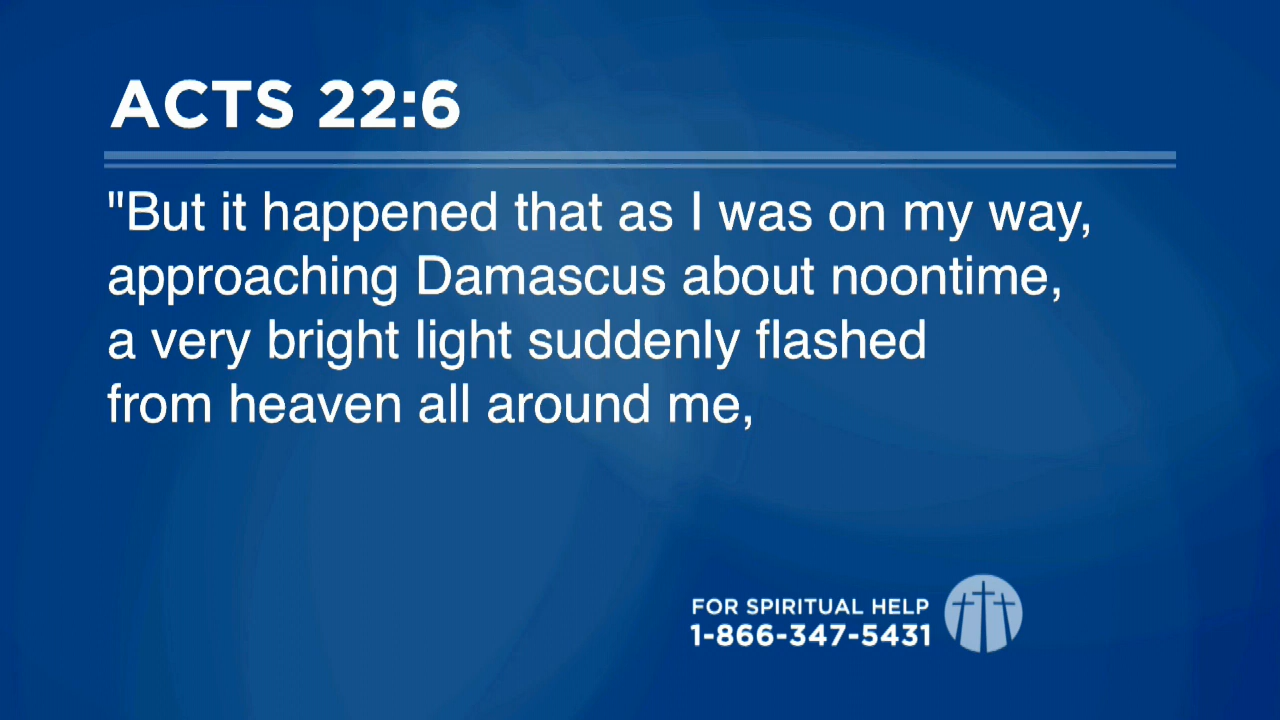 ACTS 22:6
"But it happened that as I was on my way,
approaching Damascus about noontime,
a very bright light suddenly flashed
from heaven all around me,
FOR SPIRITUAL HELP
1-866-347-5431